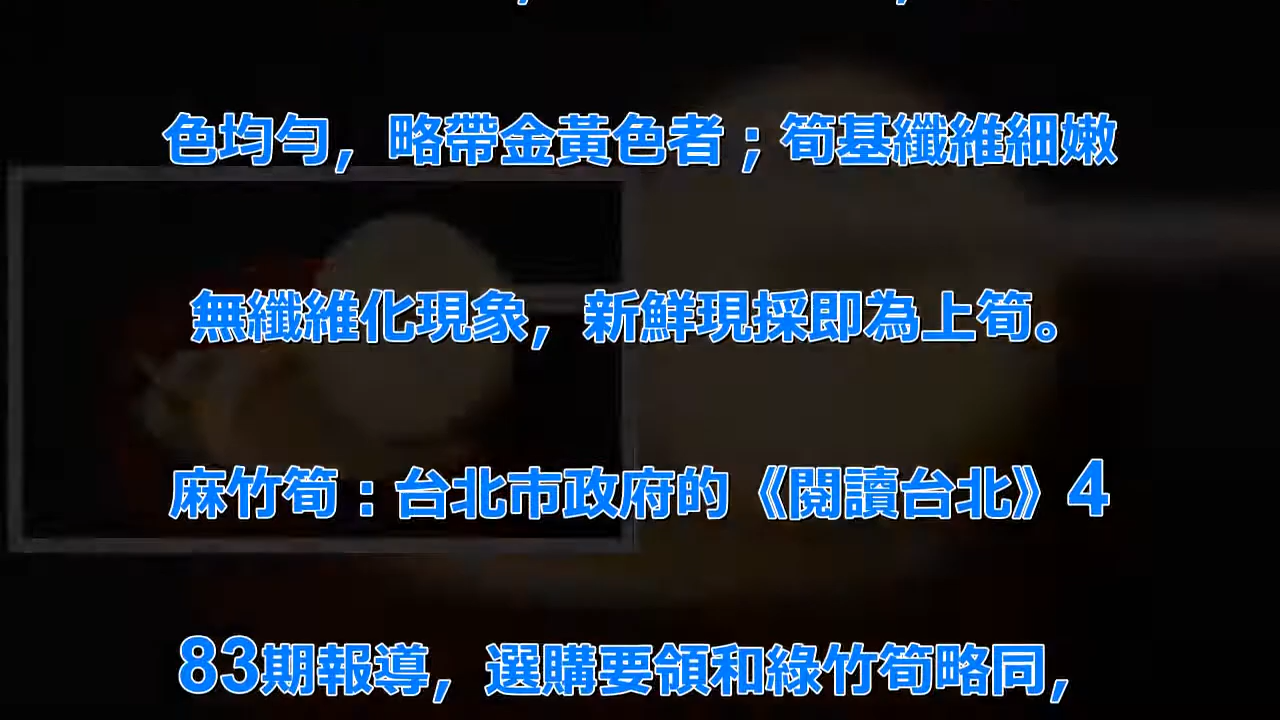 色均勻，略帶金黃色者；筍基纖維細嫩
無纖維化現象，新鮮現採即為上筍。
麻竹筍：台北市政府的《閱讀台北》4
83期報導，選購要領和綠竹筍略同，